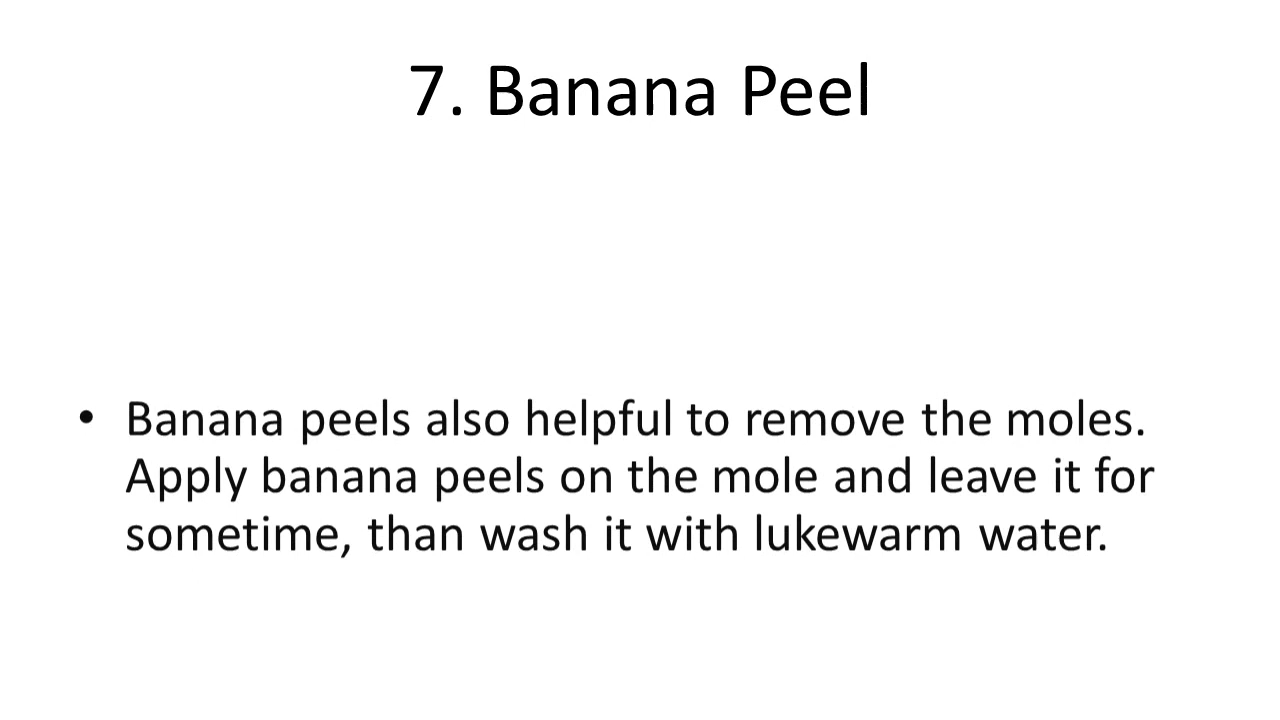 7. Banana Peel
• Banana peels also helpful to remove the moles.
Apply banana peels on the mole and leave it for
sometime, than wash it with lukewarm water.